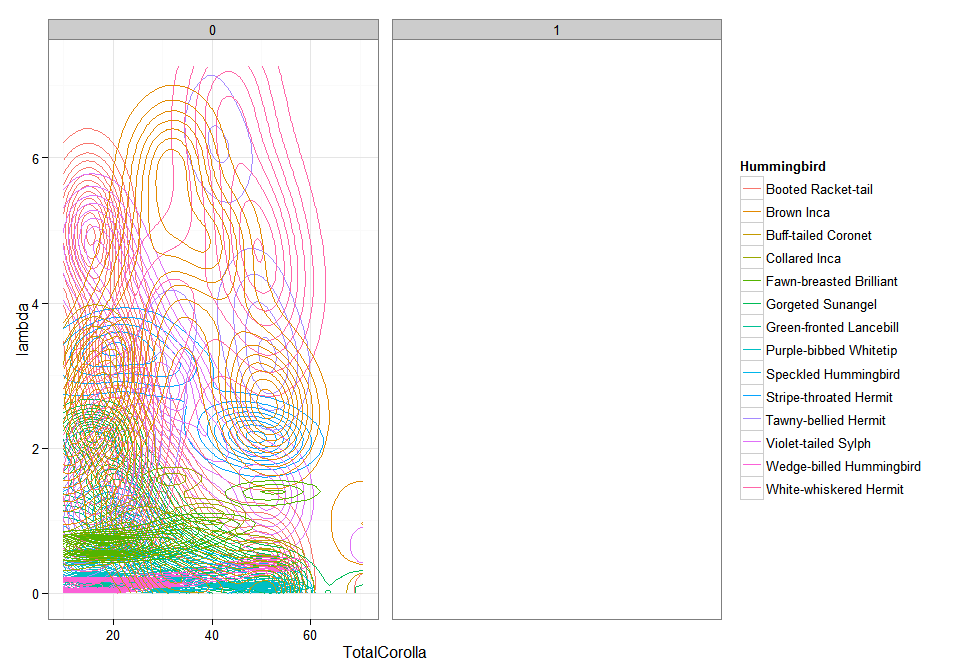 0
1
6
4
2
0
lambda
20
40
60
TotalCorolla
Hummingbird
Booted Racket-tail
Brown Inca
Buff-tailed Coronet
Collared Inca
Fawn-breasted Brilliant
Gorgeted Sunangel
Green-fronted Lancebill
Purple-bibbed Whitetip
Speckled Hummingbird
Stripe-throated Hermit
Tawny-bellied Hermit
Violet-tailed Sylph
Wedge-billed Hummingbird
White-whiskered Hermit